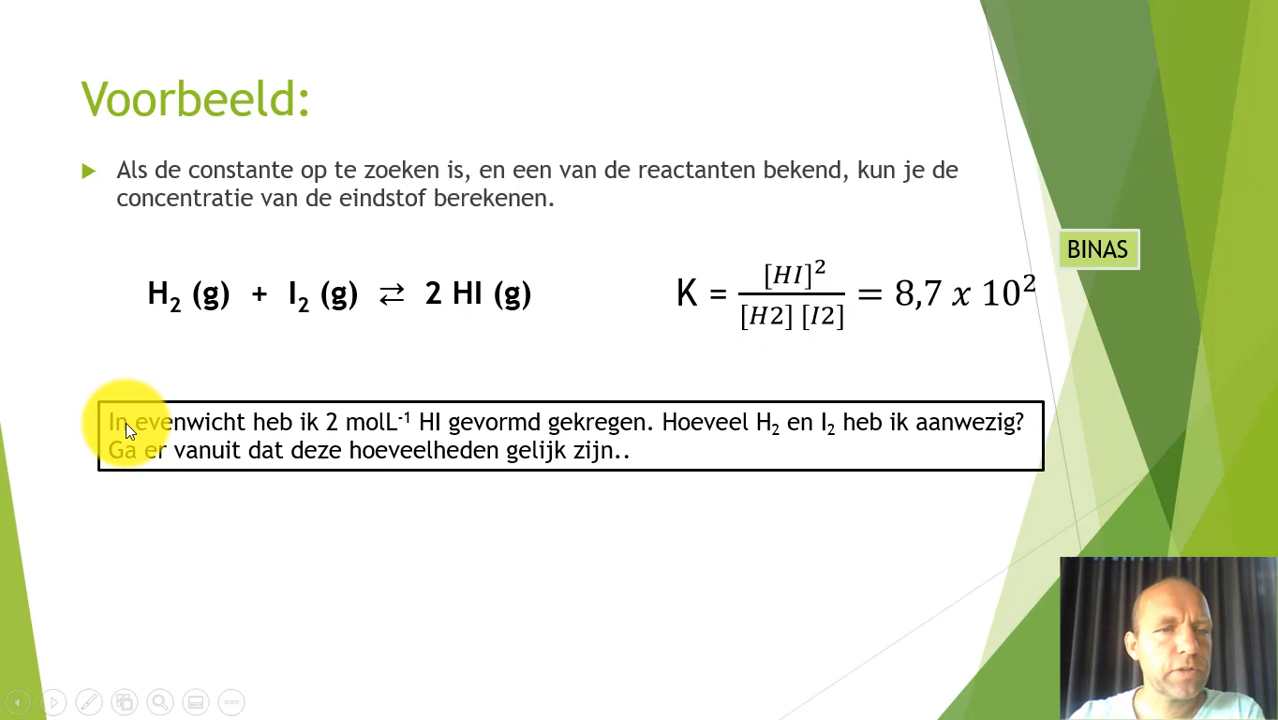 Voorbeeld:
Als de constante op te zoeken is, en een van de reactanten bekend, kun je de
concentratie van de eindstof berekenen.
BINAS
H₂ (g) + I₂ (g) ⇄ 2 HI (g)
K = [HI]² / [H2] [I2] = 8,7 x 10²
In evenwicht heb ik 2 molL⁻¹ HI gevormd gekregen. Hoeveel H₂ en I₂ heb ik aanwezig?
Ga er vanuit dat deze hoeveelheden gelijk zijn..